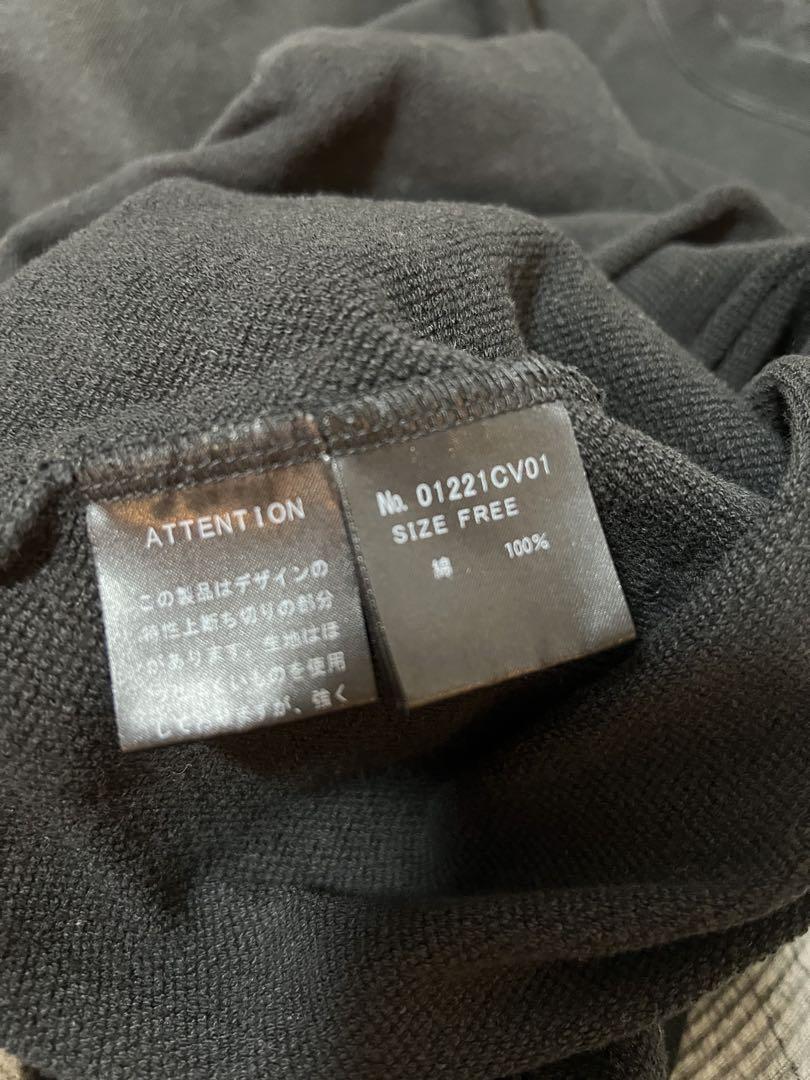 ATTENTION
この製品はデザインの
特性上断ち切りの部分
があります。生地はほ
くいものを使用
が、強く
No. 01221CV01
SIZE FREE
綿 100%